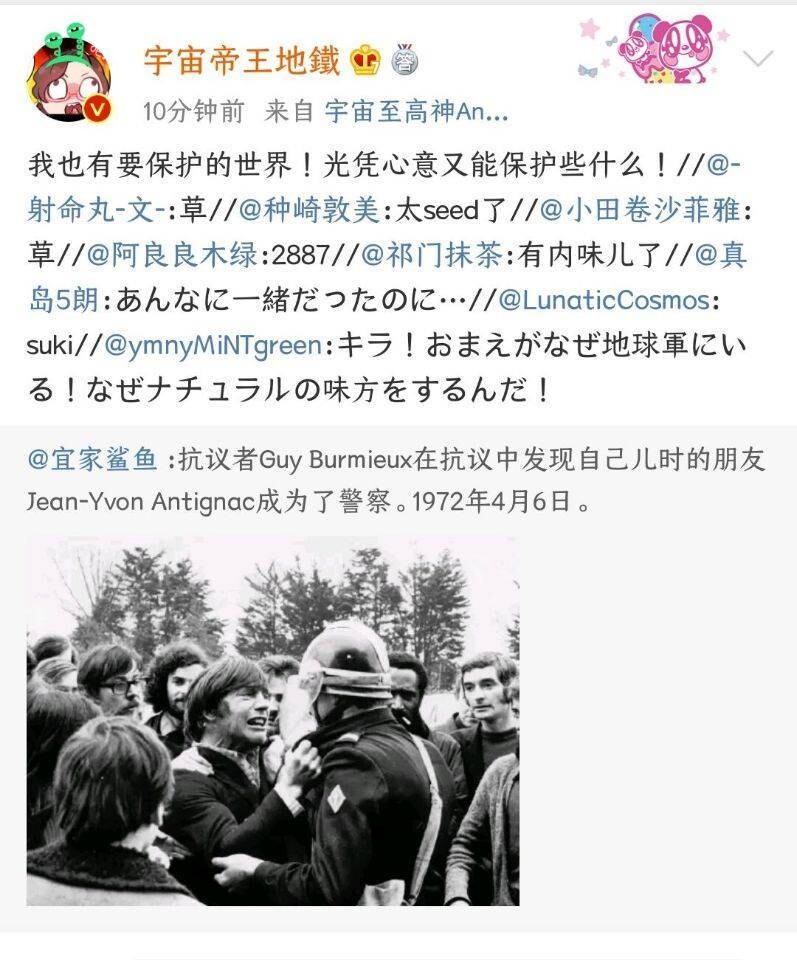 宇宙帝王地鐵
10分钟前 来自 宇宙至高神An...
我也有要保护的世界！光凭心意又能保护些什么！//@-
射命丸-文-:草//@种崎敦美:太seed了//@小田卷沙菲雅:
草//@阿良良木绿:2887//@祁门抹茶:有内味儿了//@真
岛5朗:あんなに一緒だったのに…//@LunaticCosmos:
suki//@ymnyMiNTgreen:キラ！おまえがなぜ地球軍にい
る！なぜナチュラルの味方をするんだ！
@宜家鲨鱼 :抗议者Guy Burmieux在抗议中发现自己儿时的朋友
Jean-Yvon Antignac成为了警察。1972年4月6日。